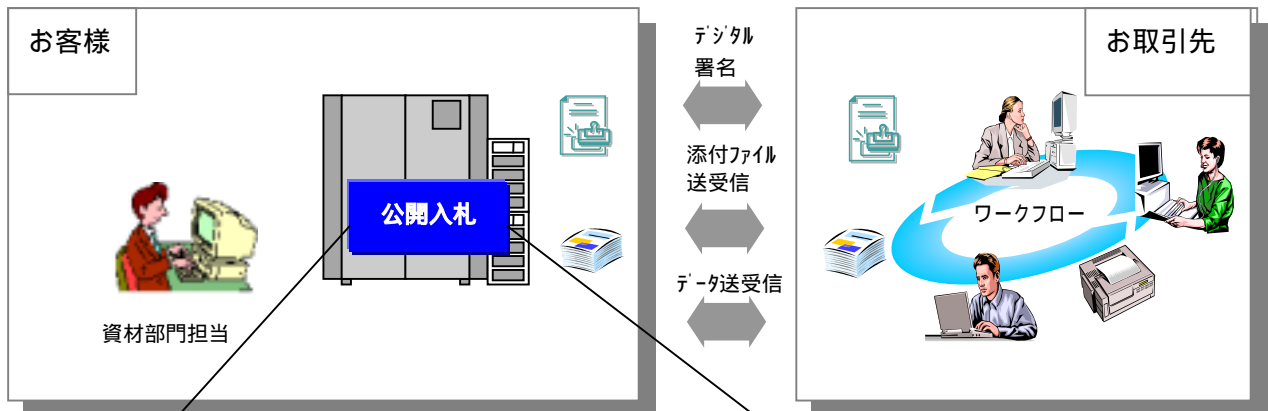 お客様
公開入札
資材部門担当
ﾃﾞｼﾞﾀﾙ
署名
添付ﾌｧｲﾙ
送受信
ﾃﾞｰﾀ送受信
お取引先
ワークフロー